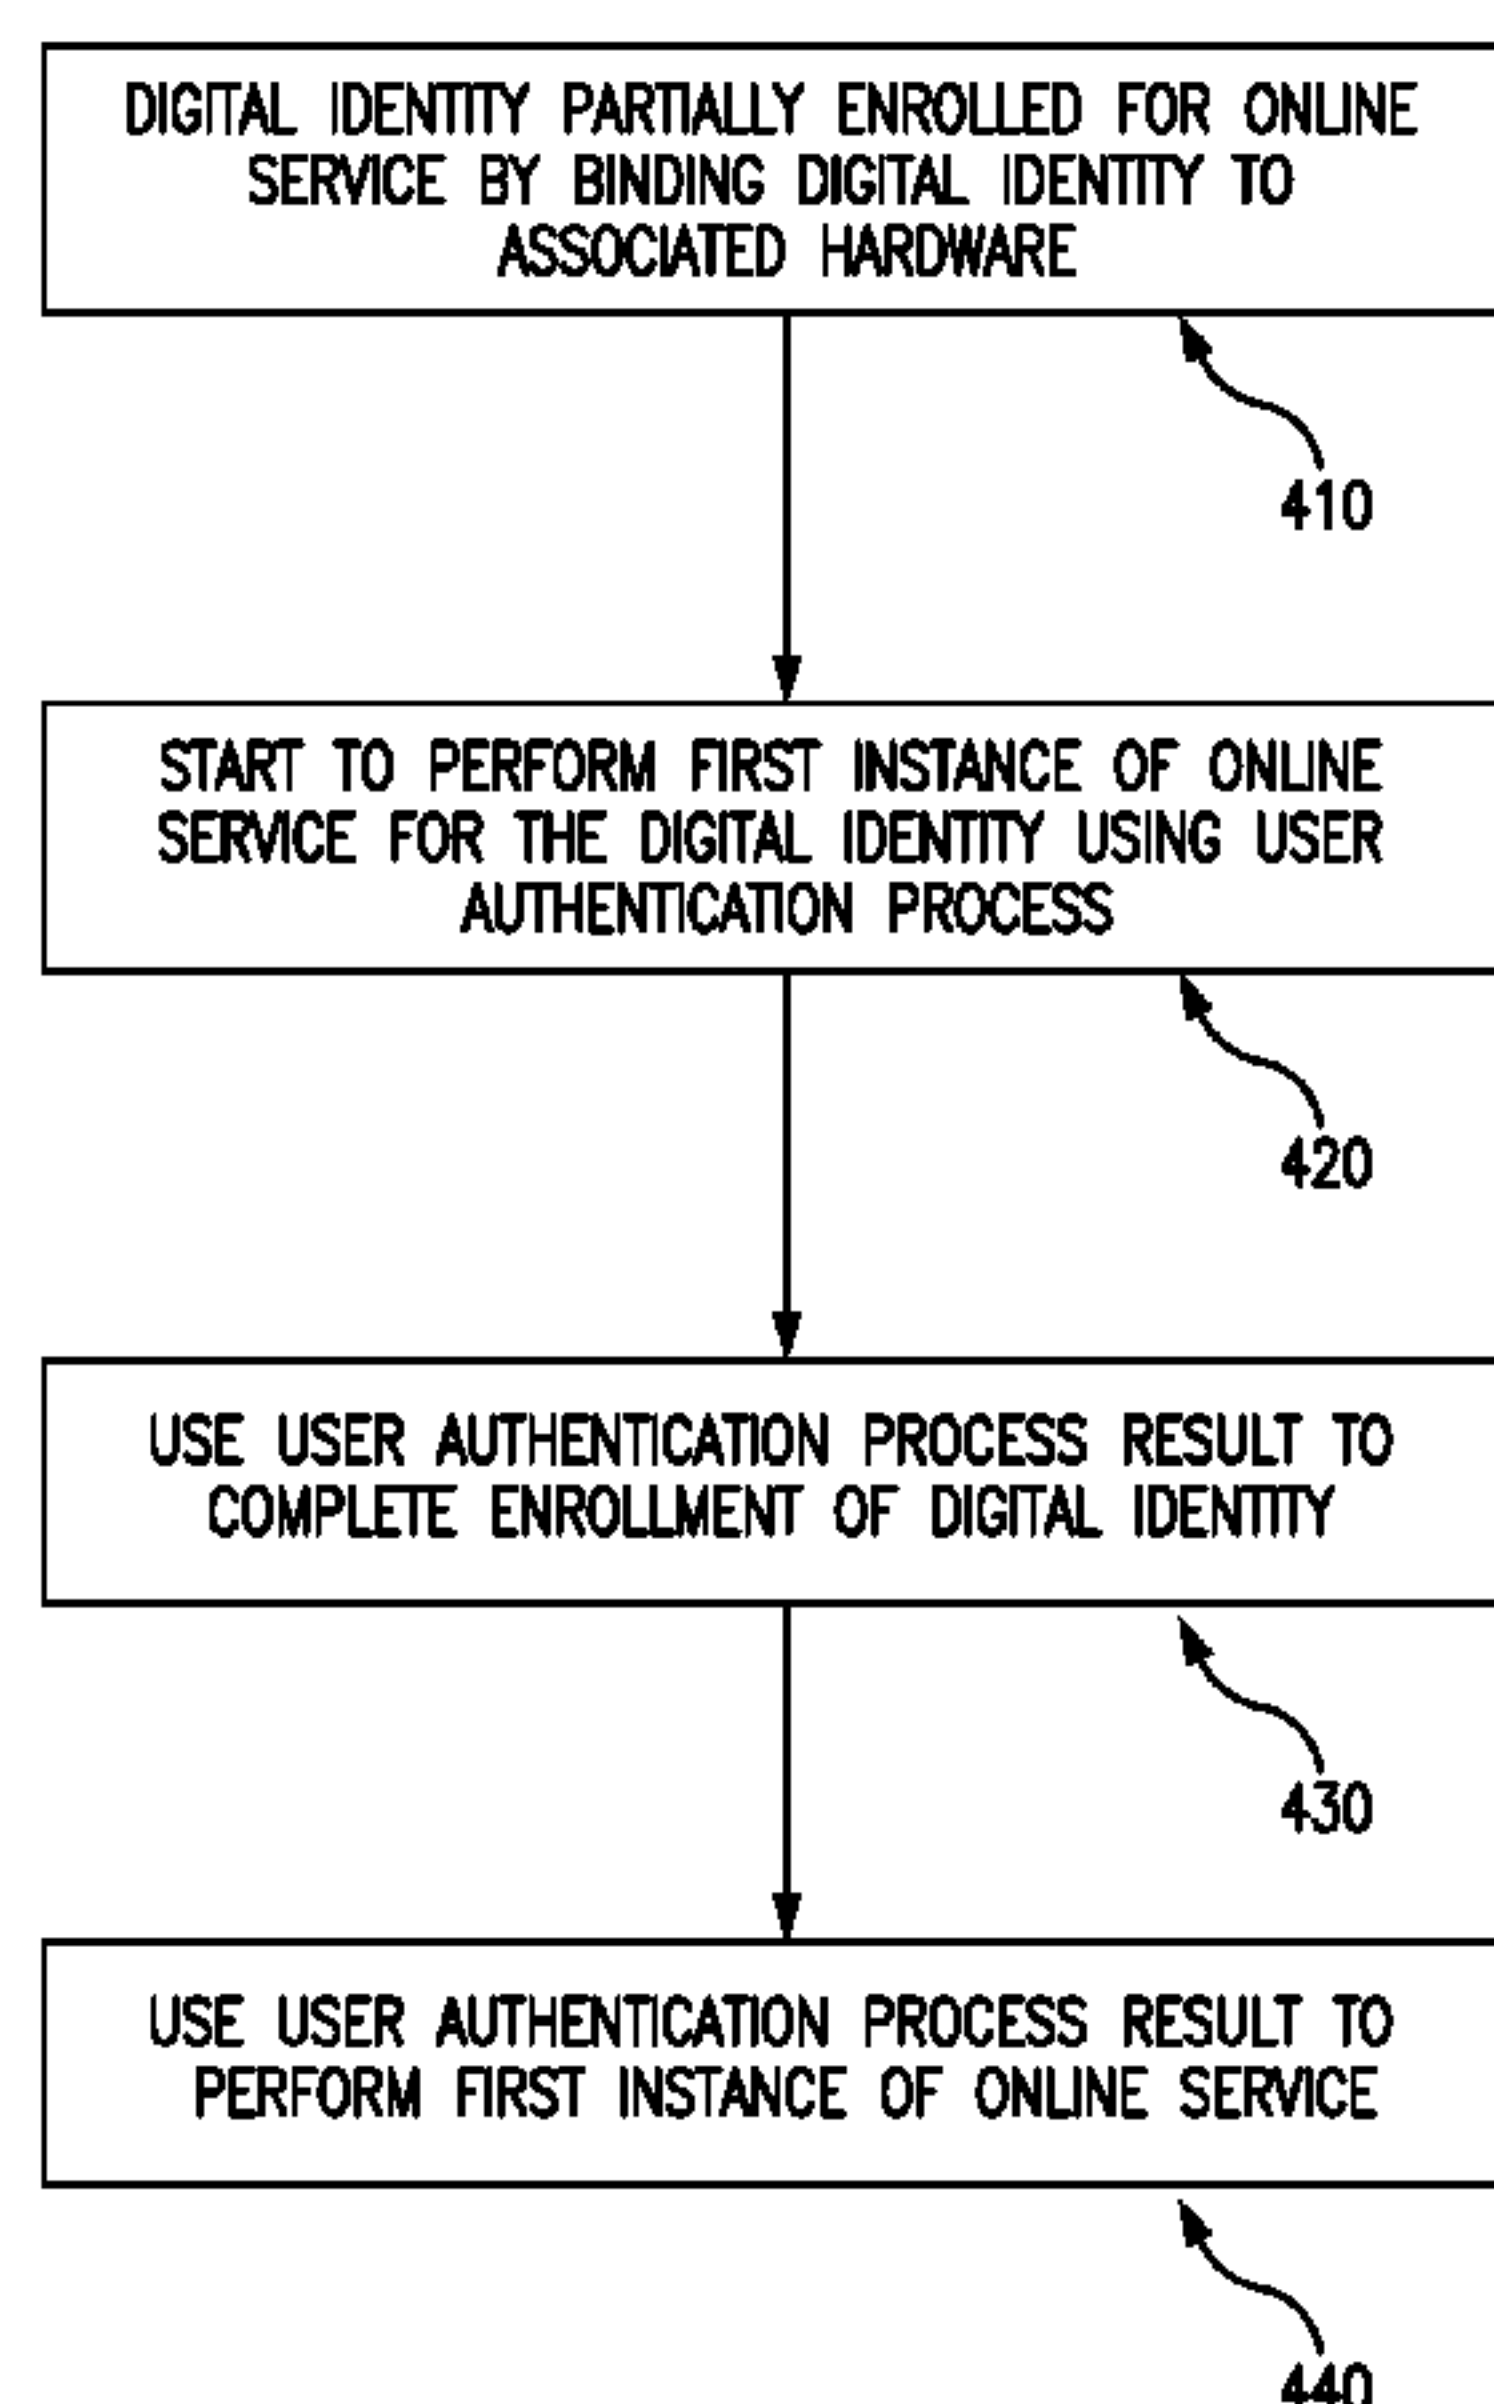 DIGITAL IDENTITY PARTIALLY ENROLLED FOR ONLINE
SERVICE BY BINDING DIGITAL IDENTITY TO
ASSOCIATED HARDWARE
410
START TO PERFORM FIRST INSTANCE OF ONLINE
SERVICE FOR THE DIGITAL IDENTITY USING USER
AUTHENTICATION PROCESS
420
USE USER AUTHENTICATION PROCESS RESULT TO
COMPLETE ENROLLMENT OF DIGITAL IDENTITY
430
USE USER AUTHENTICATION PROCESS RESULT TO
PERFORM FIRST INSTANCE OF ONLINE SERVICE
440